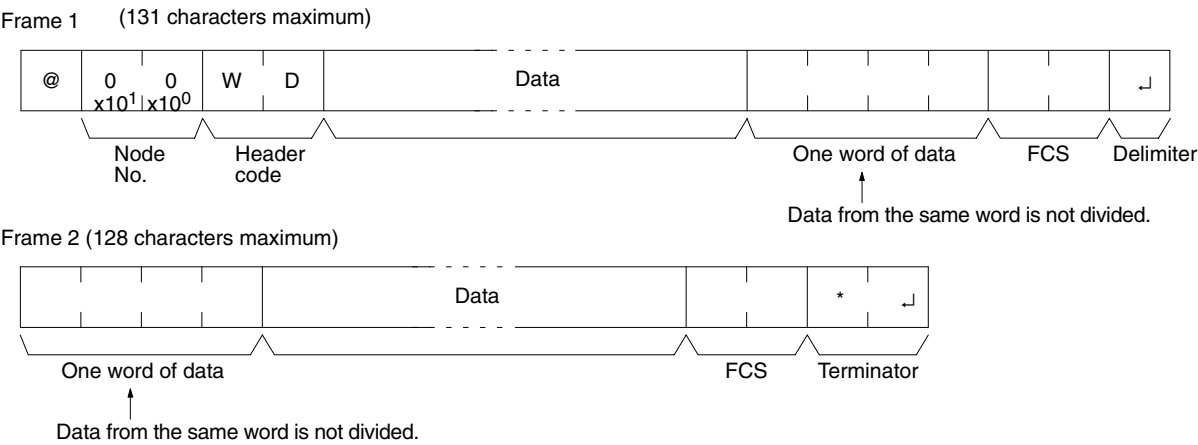 Frame 1 (131 characters maximum)
@ 0 0 W D Data ↵
x10¹ x10⁰
Node No. Header code One word of data FCS Delimiter
Data from the same word is not divided.
Frame 2 (128 characters maximum)
Data * ↵
One word of data FCS Terminator
Data from the same word is not divided.